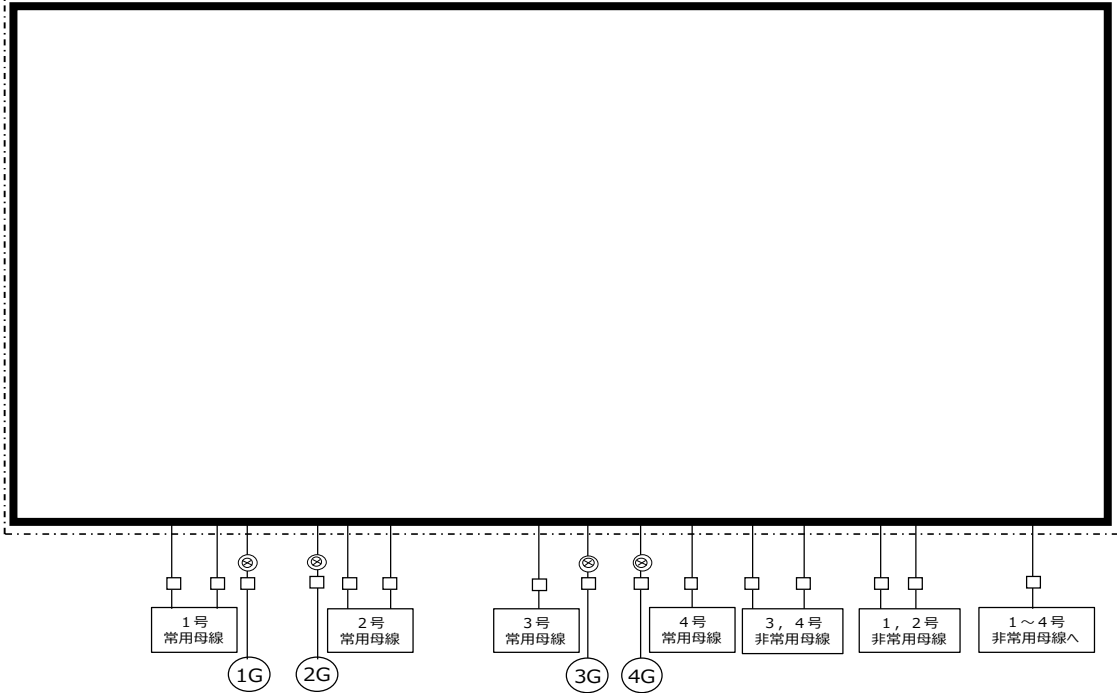 1号
常用母線
2号
常用母線
3号
常用母線
4号
常用母線
3,4号
非常用母線
1,2号
非常用母線
1~4号
非常用母線へ
1G
2G
3G
4G